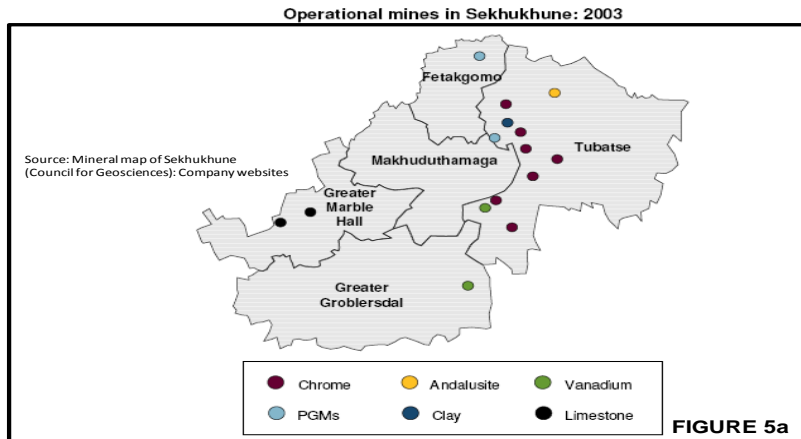 Operational mines in Sekhukhune: 2003
Fetakgomo
Tubatse
Makhuduthamaga
Source: Mineral map of Sekhukhune
(Council for Geosciences): Company websites
Greater
Marble
Hall
Greater
Groblersdal
Chrome
Andalusite
Vanadium
PGMs
Clay
Limestone
FIGURE 5a